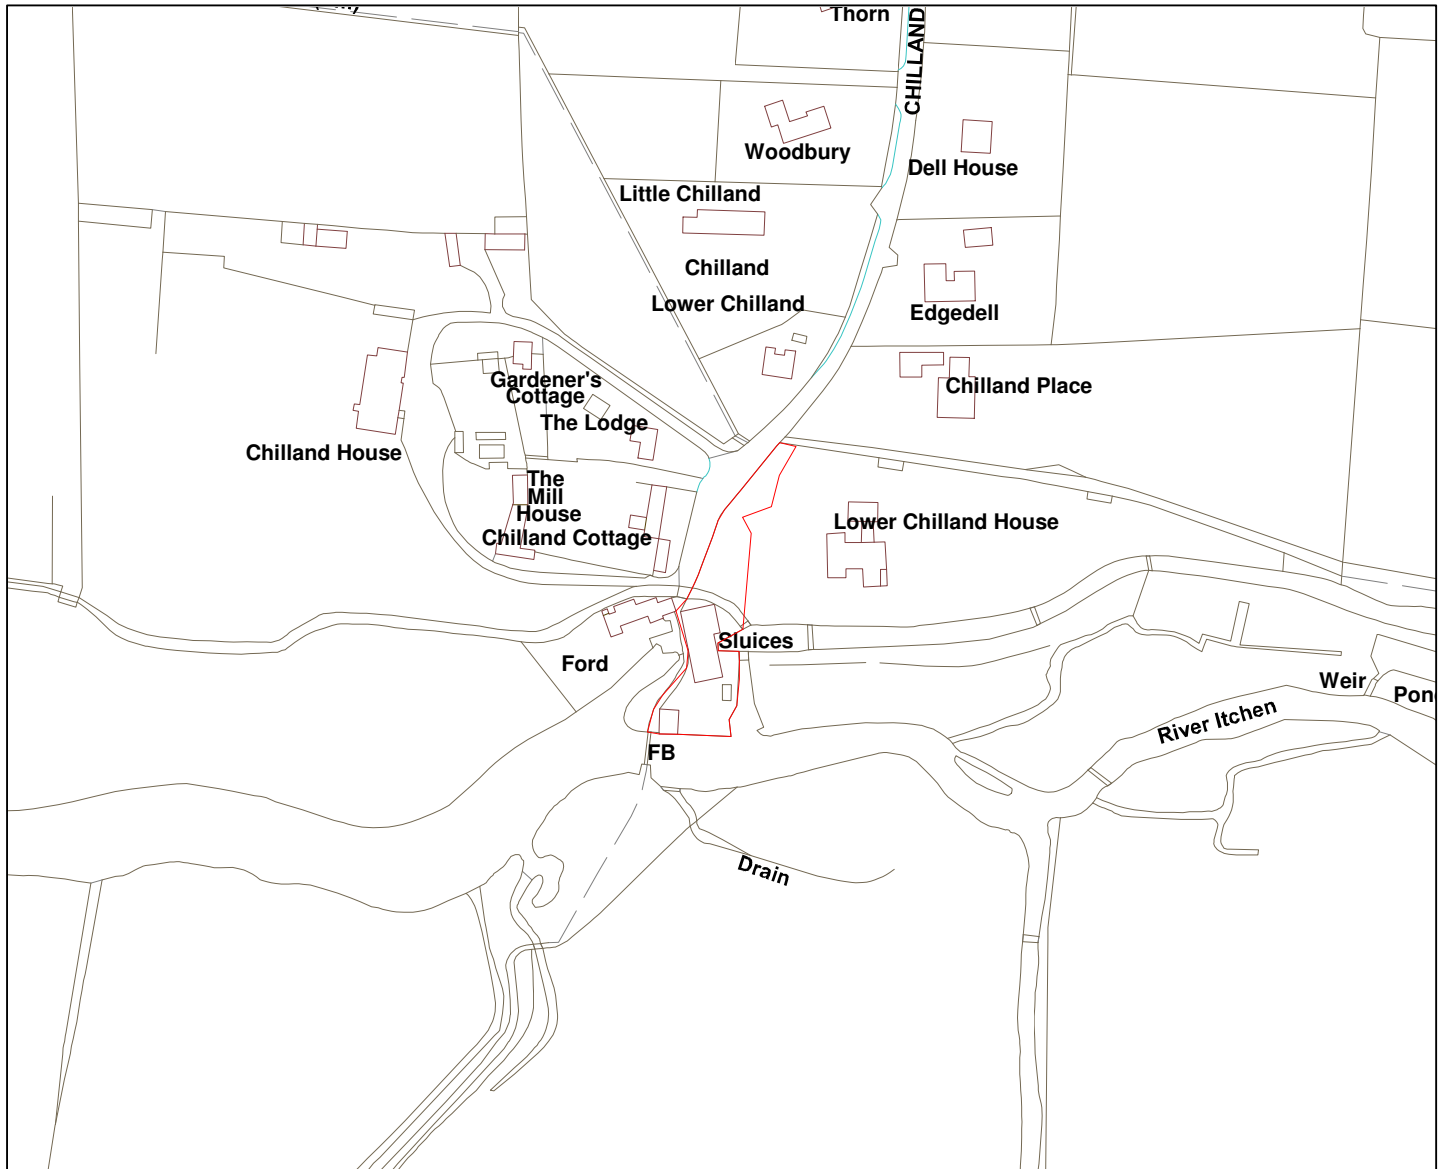 Thorn
CHILLAND
Woodbury
Dell House
Little Chilland
Chilland
Lower Chilland
Edgedell
Gardener's
Cottage
Chilland Place
The Lodge
Chilland House
The
Mill
House
Lower Chilland House
Chilland Cottage
Sluices
Ford
Weir
Pon
River Itchen
FB
Drain